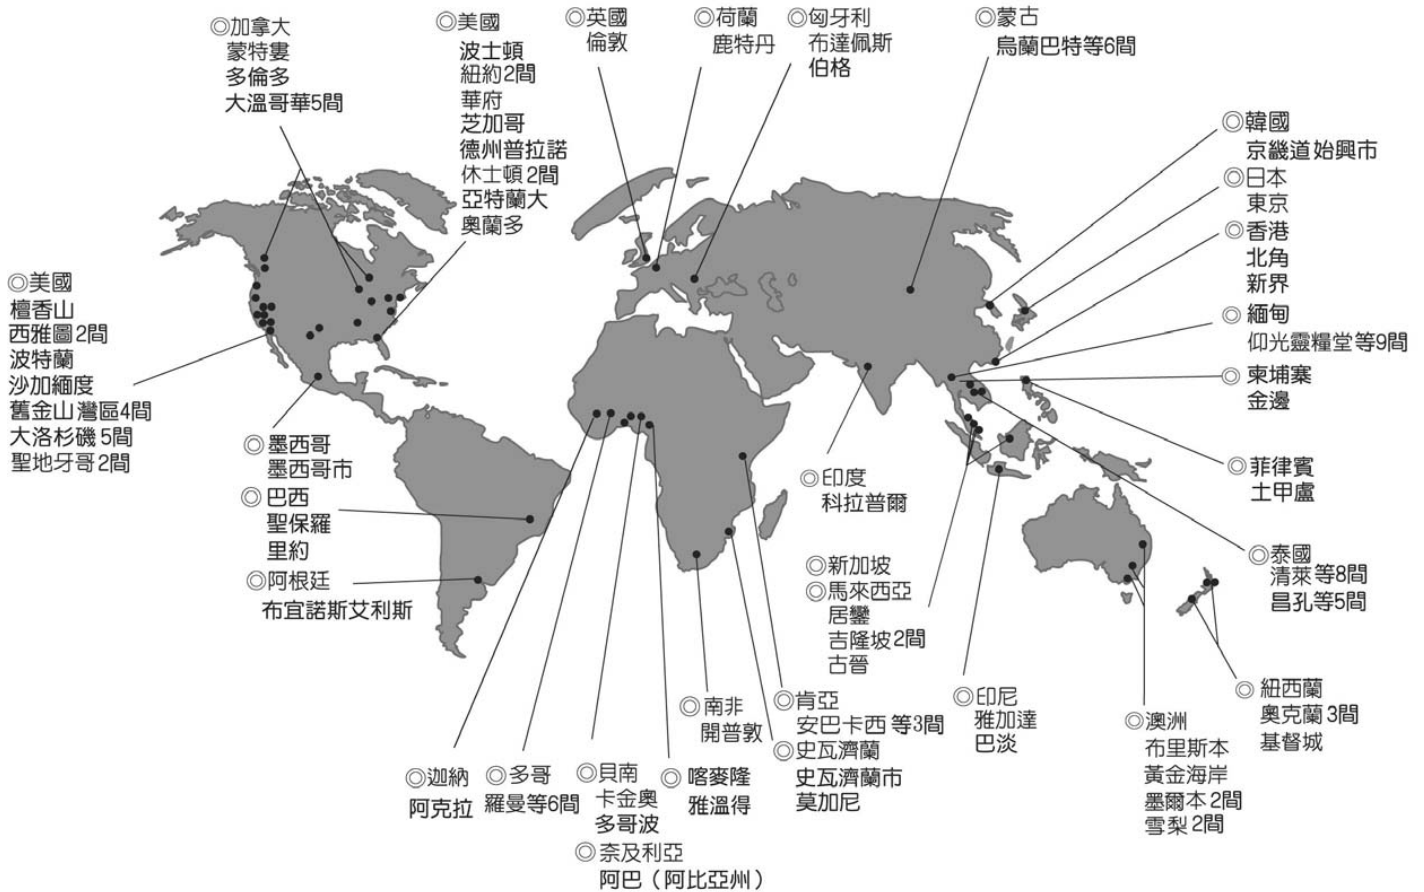 ◎加拿大
蒙特婁
多倫多
大溫哥華5間
◎美國
波士頓
紐約2間
華府
芝加哥
德州普拉諾
休士頓2間
亞特蘭大
奧蘭多
◎英國
倫敦
◎荷蘭
鹿特丹
◎匈牙利
布達佩斯
伯格
◎蒙古
烏蘭巴特等6間
◎韓國
京畿道始興市
◎日本
東京
◎香港
北角
新界
◎緬甸
仰光靈糧堂等9間
◎柬埔寨
金邊
◎菲律賓
土甲盧
◎泰國
清萊等8間
昌孔等5間
◎美國
檀香山
西雅圖2間
波特蘭
沙加緬度
舊金山灣區4間
大洛杉磯5間
聖地牙哥2間
◎墨西哥
墨西哥市
◎巴西
聖保羅
里約
◎阿根廷
布宜諾斯艾利斯
◎印度
科拉普爾
◎新加坡
◎馬來西亞
居鑾
吉隆坡2間
古晉
◎迦納
阿克拉
◎多哥
羅曼等6間
◎貝南
卡金奧
多哥波
◎奈及利亞
阿巴（阿比亞州）
◎喀麥隆
雅溫得
◎南非
開普敦
◎肯亞
安巴卡西等3間
◎史瓦濟蘭
史瓦濟蘭市
莫加尼
◎印尼
雅加達
巴淡
◎澳洲
布里斯本
黃金海岸
墨爾本2間
雪梨2間
◎紐西蘭
奧克蘭3間
基督城